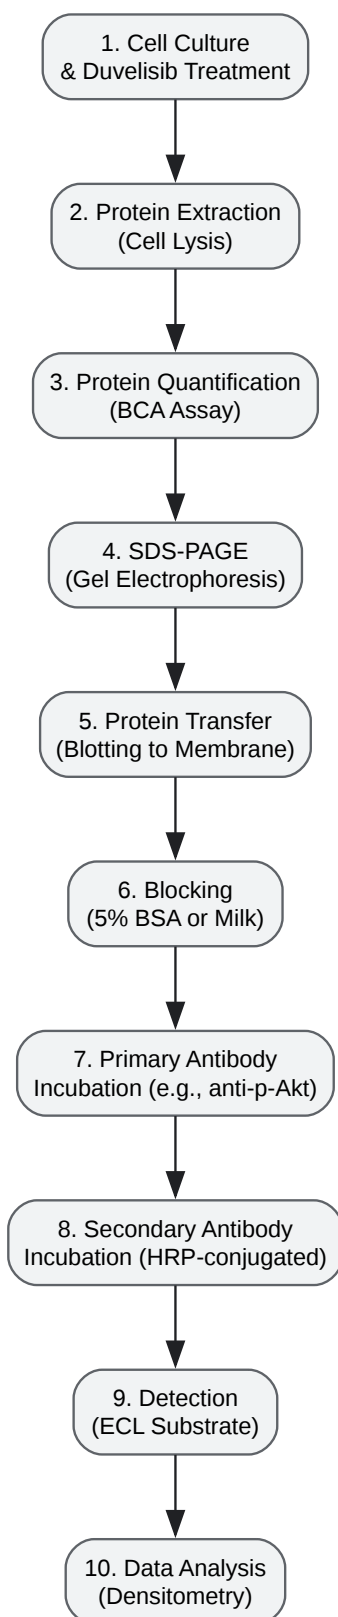 1. Cell Culture
& Duvelisib Treatment
2. Protein Extraction
(Cell Lysis)
3. Protein Quantification
(BCA Assay)
4. SDS-PAGE
(Gel Electrophoresis)
5. Protein Transfer
(Blotting to Membrane)
6. Blocking
(5% BSA or Milk)
7. Primary Antibody
Incubation (e.g., anti-p-Akt)
8. Secondary Antibody
Incubation (HRP-conjugated)
9. Detection
(ECL Substrate)
10. Data Analysis
(Densitometry)